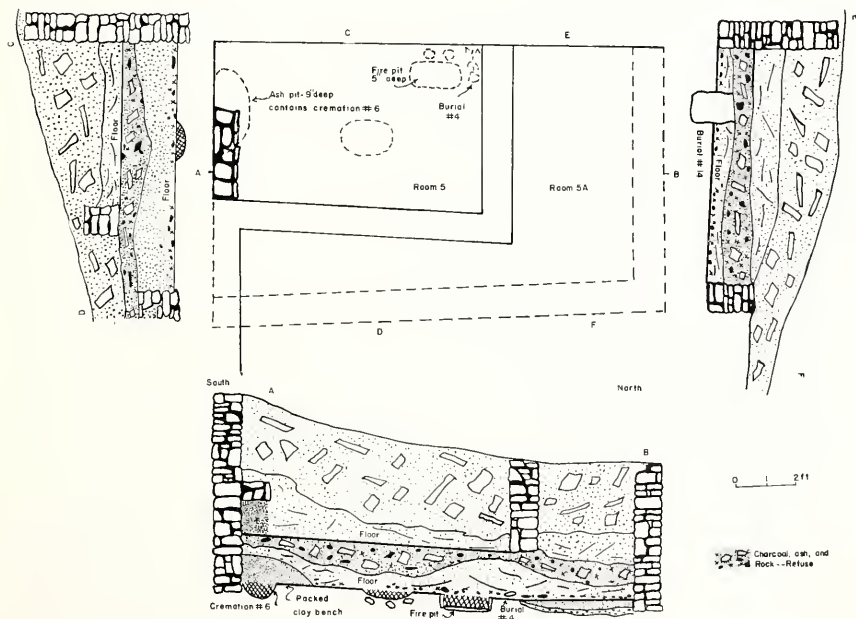 C
E
G
Floor
Floor
D
Ash pit-9"deep
contains cremation #6
Fire pit
5" deep
Burial
#4
A
Room 5
Room 5A
B
D
F
E
Burial #14
Floor
F
South
North
A
B
Floor
Floor
Cremation #6
Packed
clay bench
Fire pit
Burial
#4
0 1 2 ft
Charcoal, ash, and
Rock--Refuse